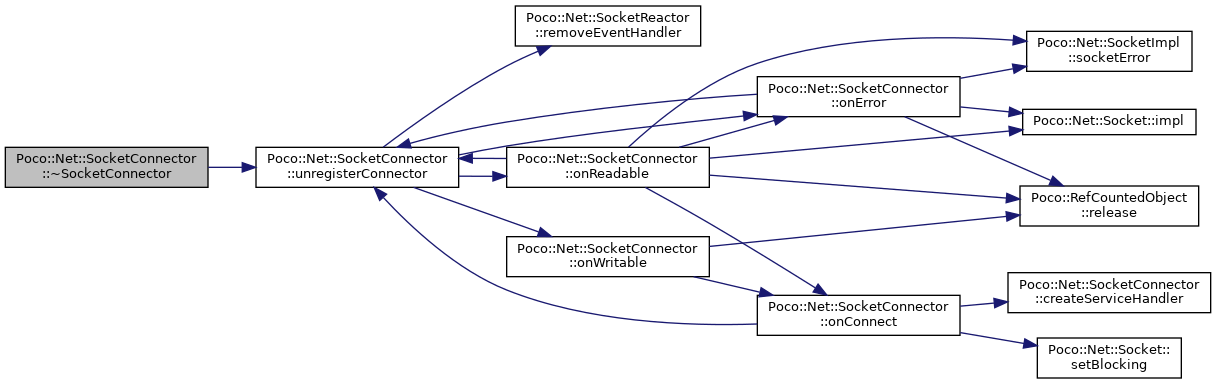 Poco::Net::SocketConnector
::~SocketConnector
Poco::Net::SocketConnector
::unregisterConnector
Poco::Net::SocketReactor
::removeEventHandler
Poco::Net::SocketConnector
::onReadable
Poco::Net::SocketConnector
::onWritable
Poco::Net::SocketConnector
::onError
Poco::Net::SocketConnector
::onConnect
Poco::Net::SocketImpl
::socketError
Poco::Net::Socket::impl
Poco::RefCountedObject
::release
Poco::Net::SocketConnector
::createServiceHandler
Poco::Net::Socket::
setBlocking